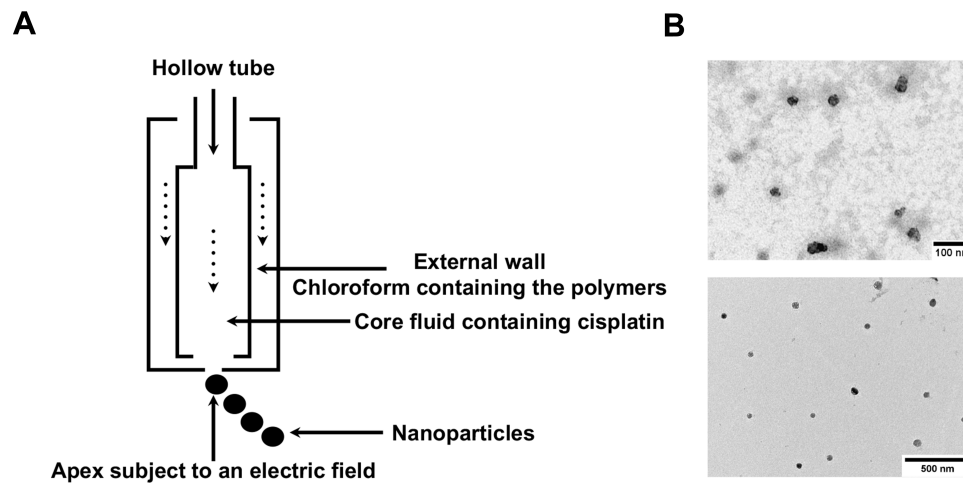 A
B
Hollow tube
External wall
Chloroform containing the polymers
Core fluid containing cisplatin
Nanoparticles
Apex subject to an electric field
100 nm
500 nm